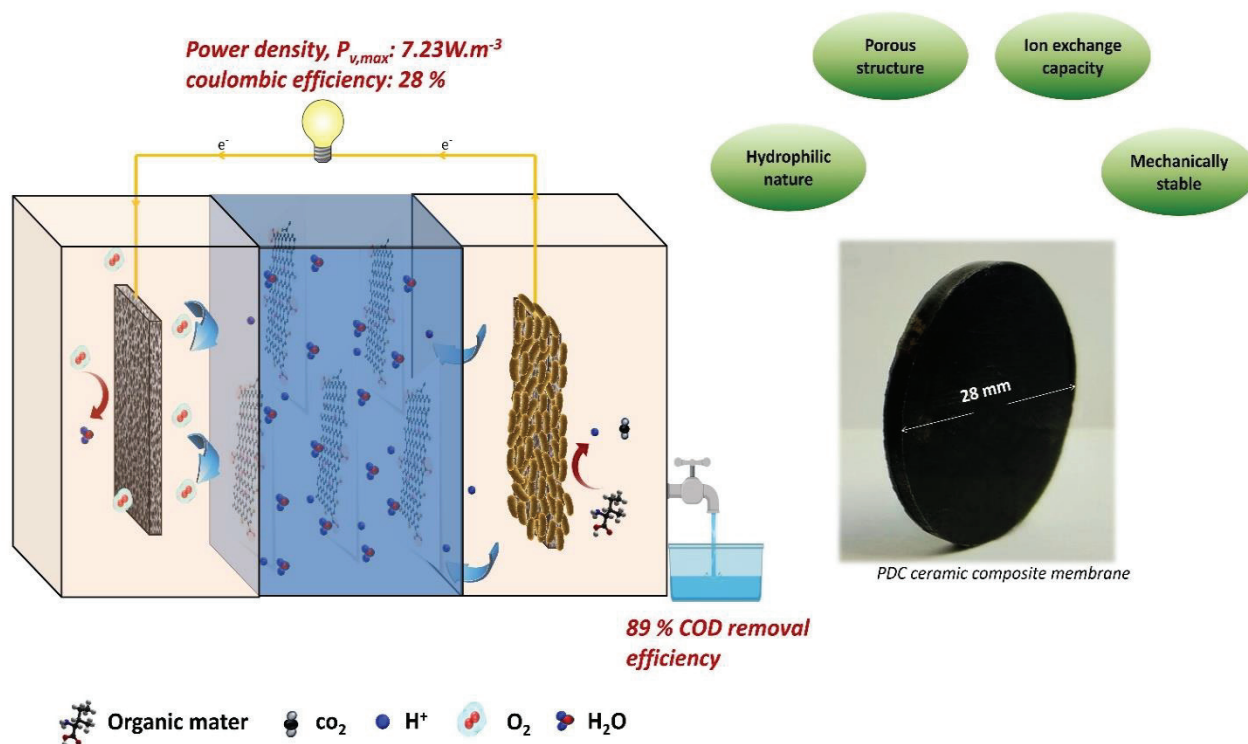 Power density, Pᵥ,ₘₐₓ: 7.23W.m⁻³
coulombic efficiency: 28 %
e⁻
e⁻
Porous
structure
Ion exchange
capacity
Hydrophilic
nature
Mechanically
stable
28 mm
PDC ceramic composite membrane
89 % COD removal
efficiency
Organic mater
co₂
H⁺
O₂
H₂O